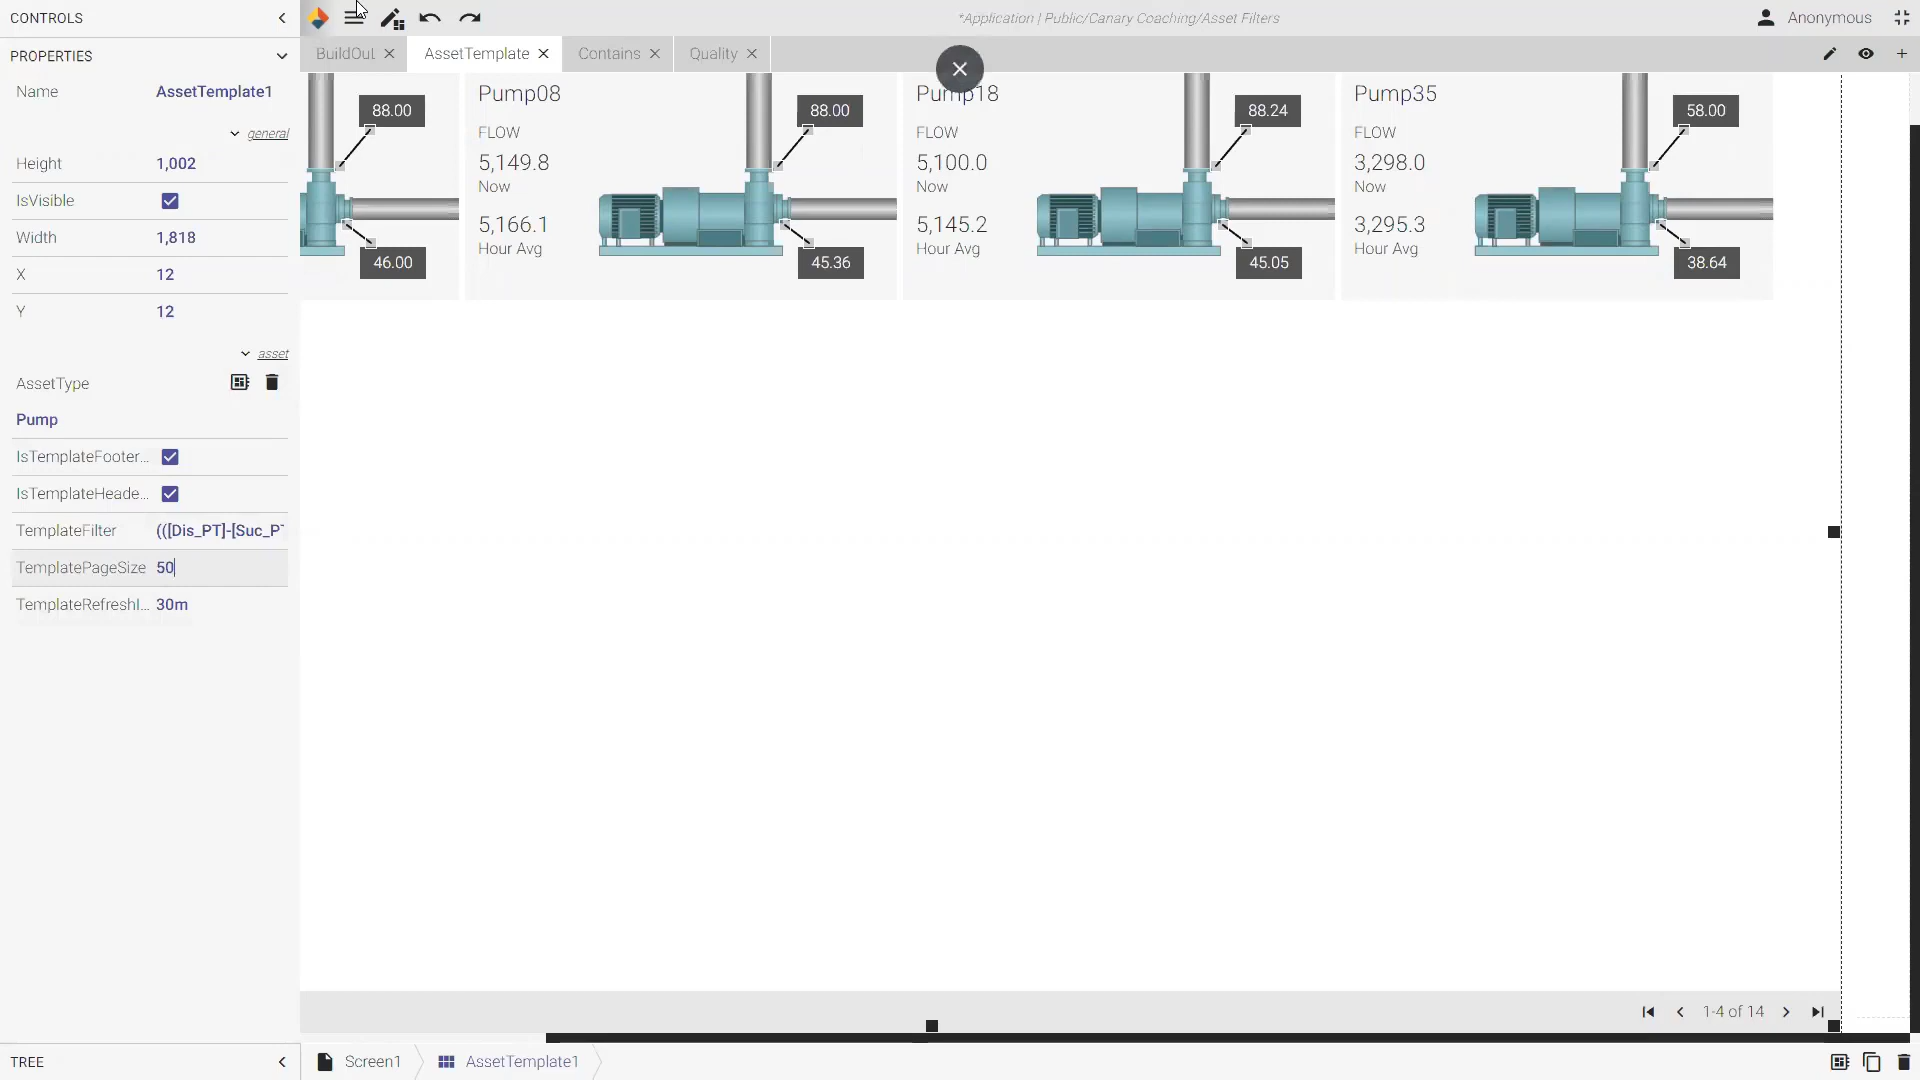 CONTROLS
*Application | Public/Canary Coaching/Asset Filters
Anonymous
PROPERTIES
BuildOut
AssetTemplate
Contains
Quality
Name AssetTemplate1
general
Height 1,002
IsVisible
Width 1,818
X 12
Y 12
asset
AssetType
Pump
IsTemplateFooter...
IsTemplateHeade...
TemplateFilter (([Dis_PT]-[Suc_P
TemplatePageSize 50
TemplateRefreshI... 30m
88.00
46.00
Pump08
FLOW
5,149.8
Now
5,166.1
Hour Avg
88.00
45.36
Pump18
FLOW
5,100.0
Now
5,145.2
Hour Avg
88.24
45.05
Pump35
FLOW
3,298.0
Now
3,295.3
Hour Avg
58.00
38.64
1-4 of 14
TREE
Screen1
AssetTemplate1